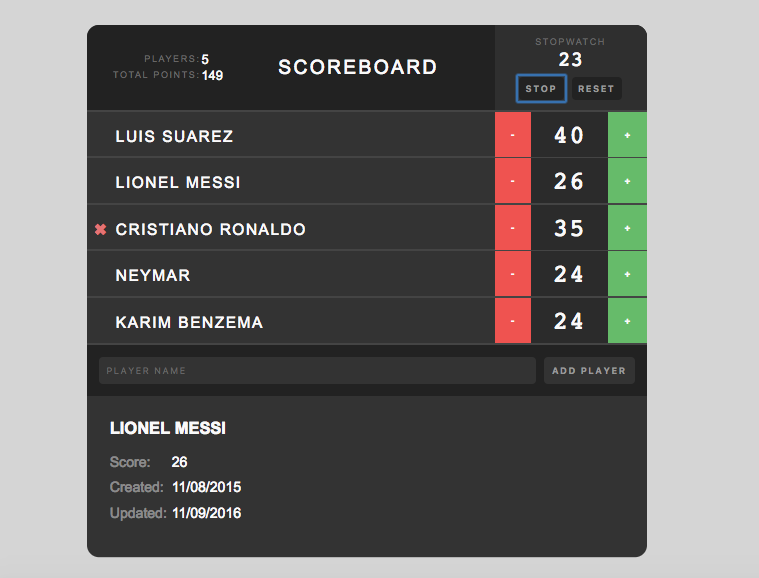 PLAYERS: 5
TOTAL POINTS: 149
SCOREBOARD
STOPWATCH
23
STOP RESET
LUIS SUAREZ - 40 +
LIONEL MESSI - 26 +
✖ CRISTIANO RONALDO - 35 +
NEYMAR - 24 +
KARIM BENZEMA - 24 +
PLAYER NAME ADD PLAYER
LIONEL MESSI
Score: 26
Created: 11/08/2015
Updated: 11/09/2016